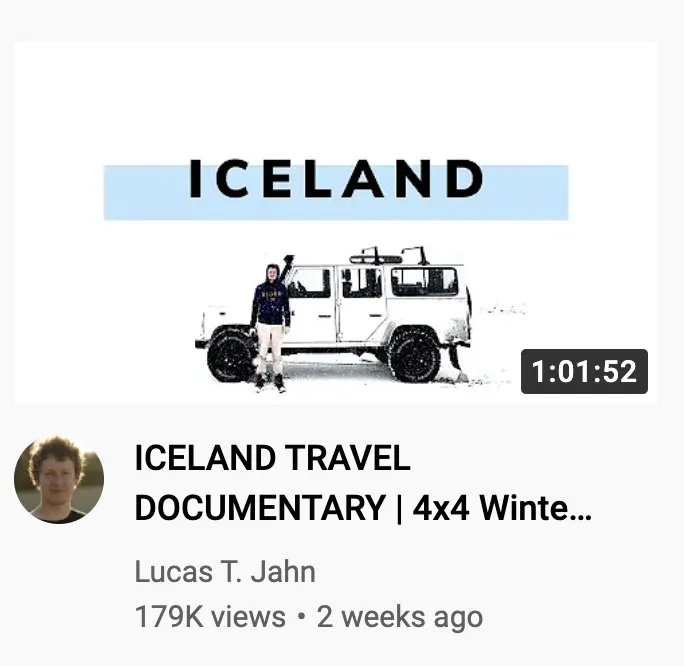 ICELAND
1:01:52
ICELAND TRAVEL
DOCUMENTARY | 4x4 Winte...
Lucas T. Jahn
179K views • 2 weeks ago